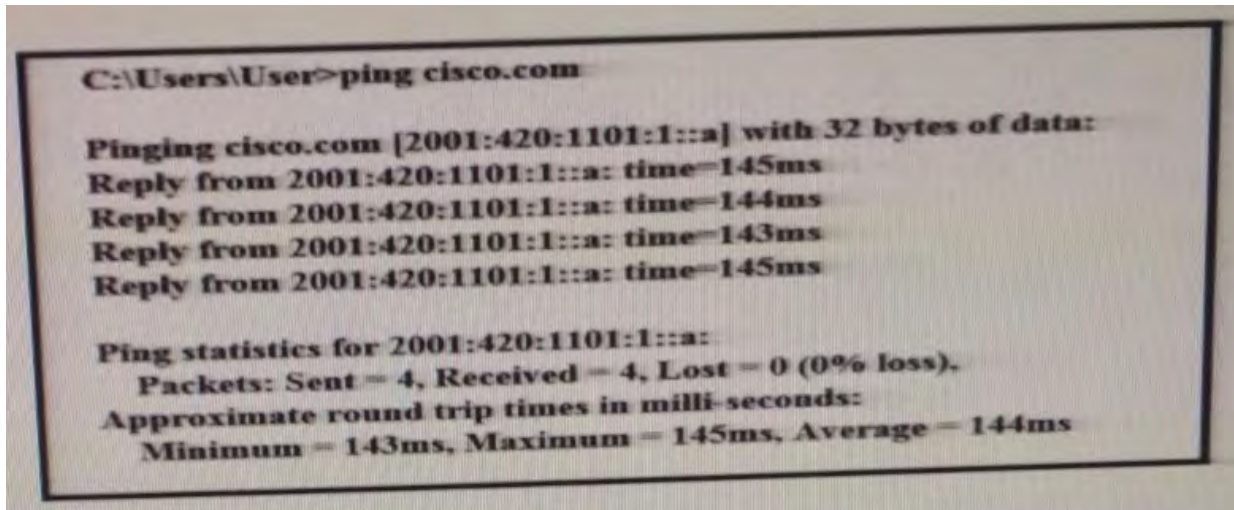 C:\Users\User>ping cisco.com
Pinging cisco.com [2001:420:1101:1::a] with 32 bytes of data:
Reply from 2001:420:1101:1::a: time=145ms
Reply from 2001:420:1101:1::a: time=144ms
Reply from 2001:420:1101:1::a: time=143ms
Reply from 2001:420:1101:1::a: time=145ms
Ping statistics for 2001:420:1101:1::a:
Packets: Sent = 4, Received = 4, Lost = 0 (0% loss),
Approximate round trip times in milli-seconds:
Minimum = 143ms, Maximum = 145ms, Average = 144ms